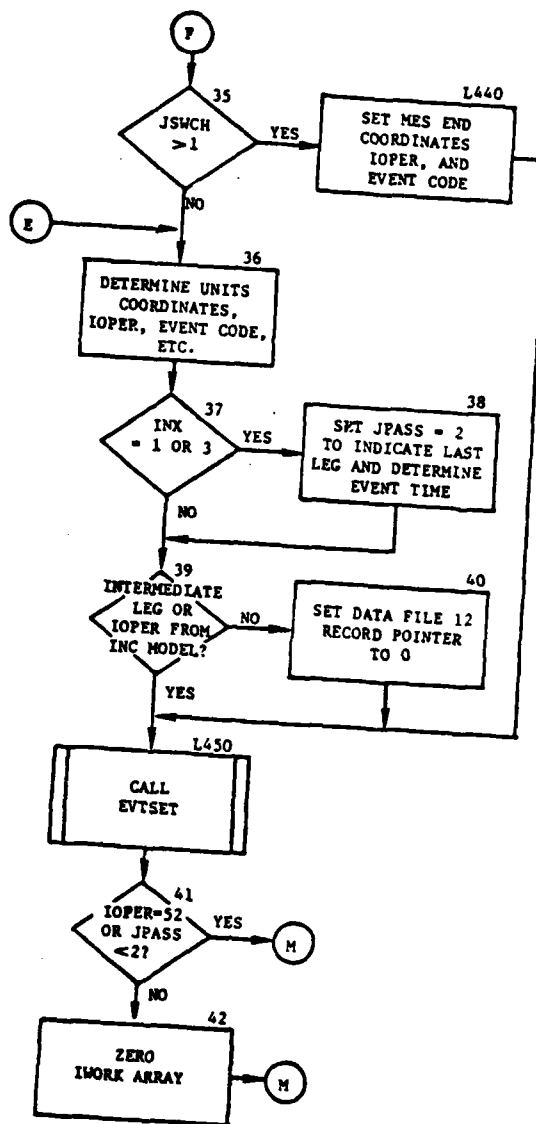 F
35
JSWCH
>1
YES
L440
SET MES END
COORDINATES
IOPER, AND
EVENT CODE
NO
E
36
DETERMINE UNITS
COORDINATES,
IOPER, EVENT CODE,
ETC.
37
INX
= 1 OR 3
YES
38
SET JPASS = 2
TO INDICATE LAST
LEG AND DETERMINE
EVENT TIME
NO
39
INTERMEDIATE
LEG OR
IOPER FROM
INC MODEL?
NO
40
SET DATA FILE 12
RECORD POINTER
TO 0
YES
L450
CALL
EVTSET
41
IOPER=52
OR JPASS
<2?
YES
M
NO
42
ZERO
IWORK ARRAY
M